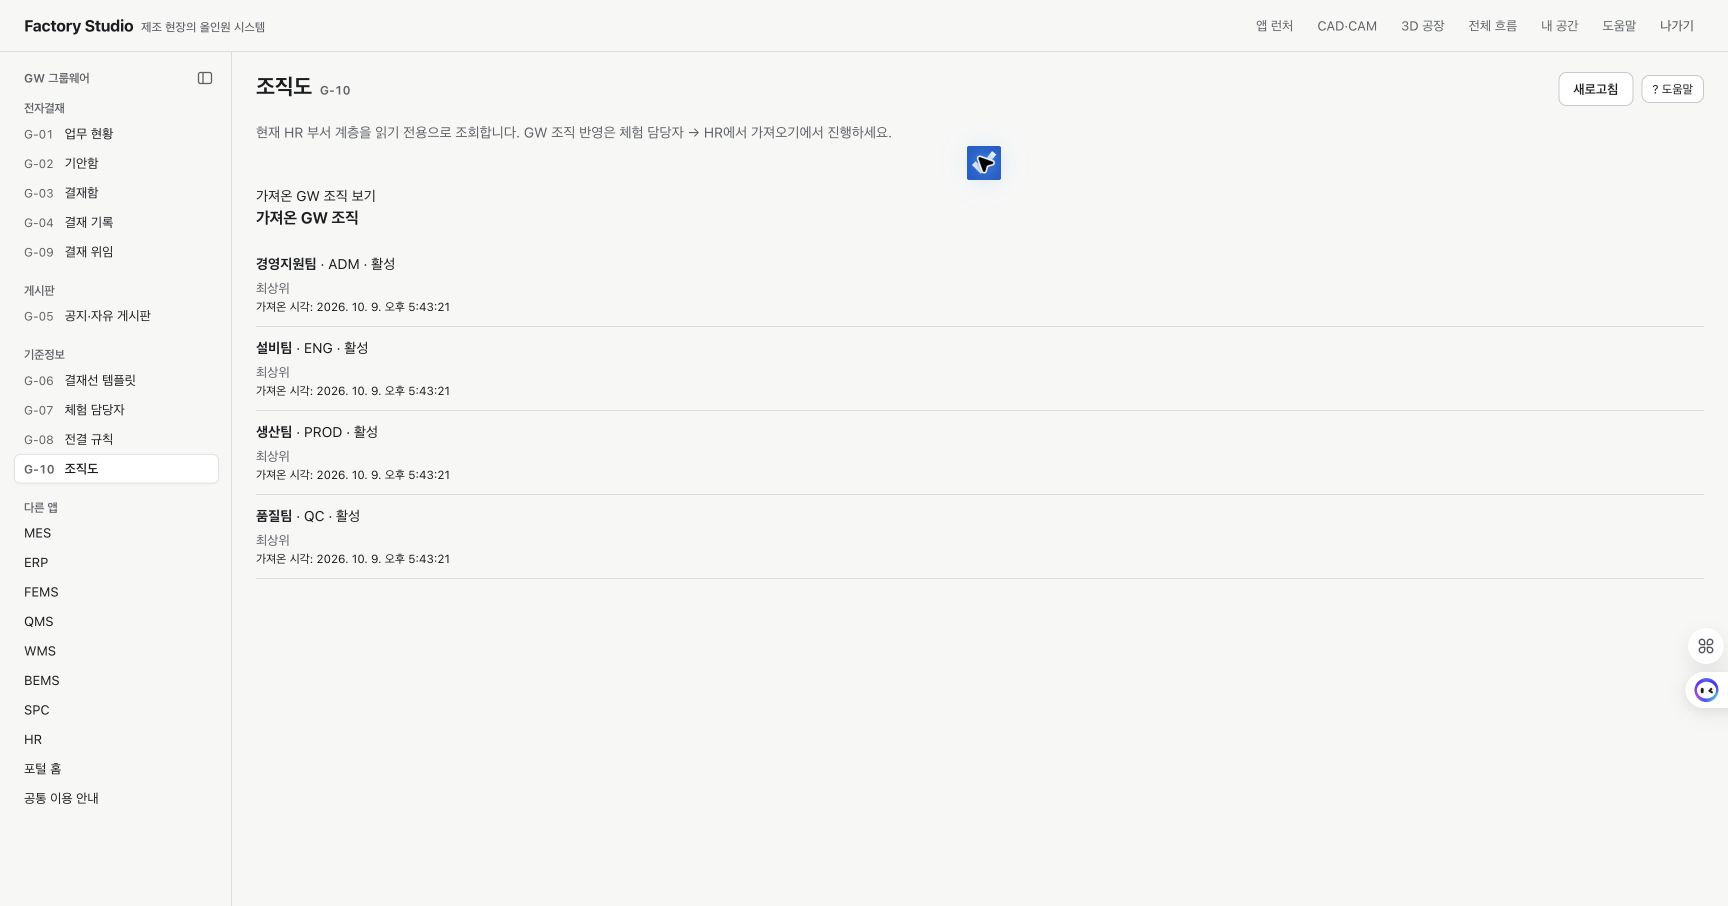 Factory Studio 제조 현장의 올인원 시스템
앱 런처 CAD·CAM 3D 공장 전체 흐름 내 공간 도움말 나가기
GW 그룹웨어
전자결재
G-01 업무 현황
G-02 기안함
G-03 결재함
G-04 결재 기록
G-09 결재 위임
게시판
G-05 공지·자유 게시판
기준정보
G-06 결재선 템플릿
G-07 체험 담당자
G-08 전결 규칙
G-10 조직도
다른 앱
MES
ERP
FEMS
QMS
WMS
BEMS
SPC
HR
포털 홈
공통 이용 안내
조직도 G-10
새로고침
? 도움말
현재 HR 부서 계층을 읽기 전용으로 조회합니다. GW 조직 반영은 체험 담당자 → HR에서 가져오기에서 진행하세요.
가져온 GW 조직 보기
가져온 GW 조직
경영지원팀 · ADM · 활성
최상위
가져온 시각: 2026. 10. 9. 오후 5:43:21
설비팀 · ENG · 활성
최상위
가져온 시각: 2026. 10. 9. 오후 5:43:21
생산팀 · PROD · 활성
최상위
가져온 시각: 2026. 10. 9. 오후 5:43:21
품질팀 · QC · 활성
최상위
가져온 시각: 2026. 10. 9. 오후 5:43:21